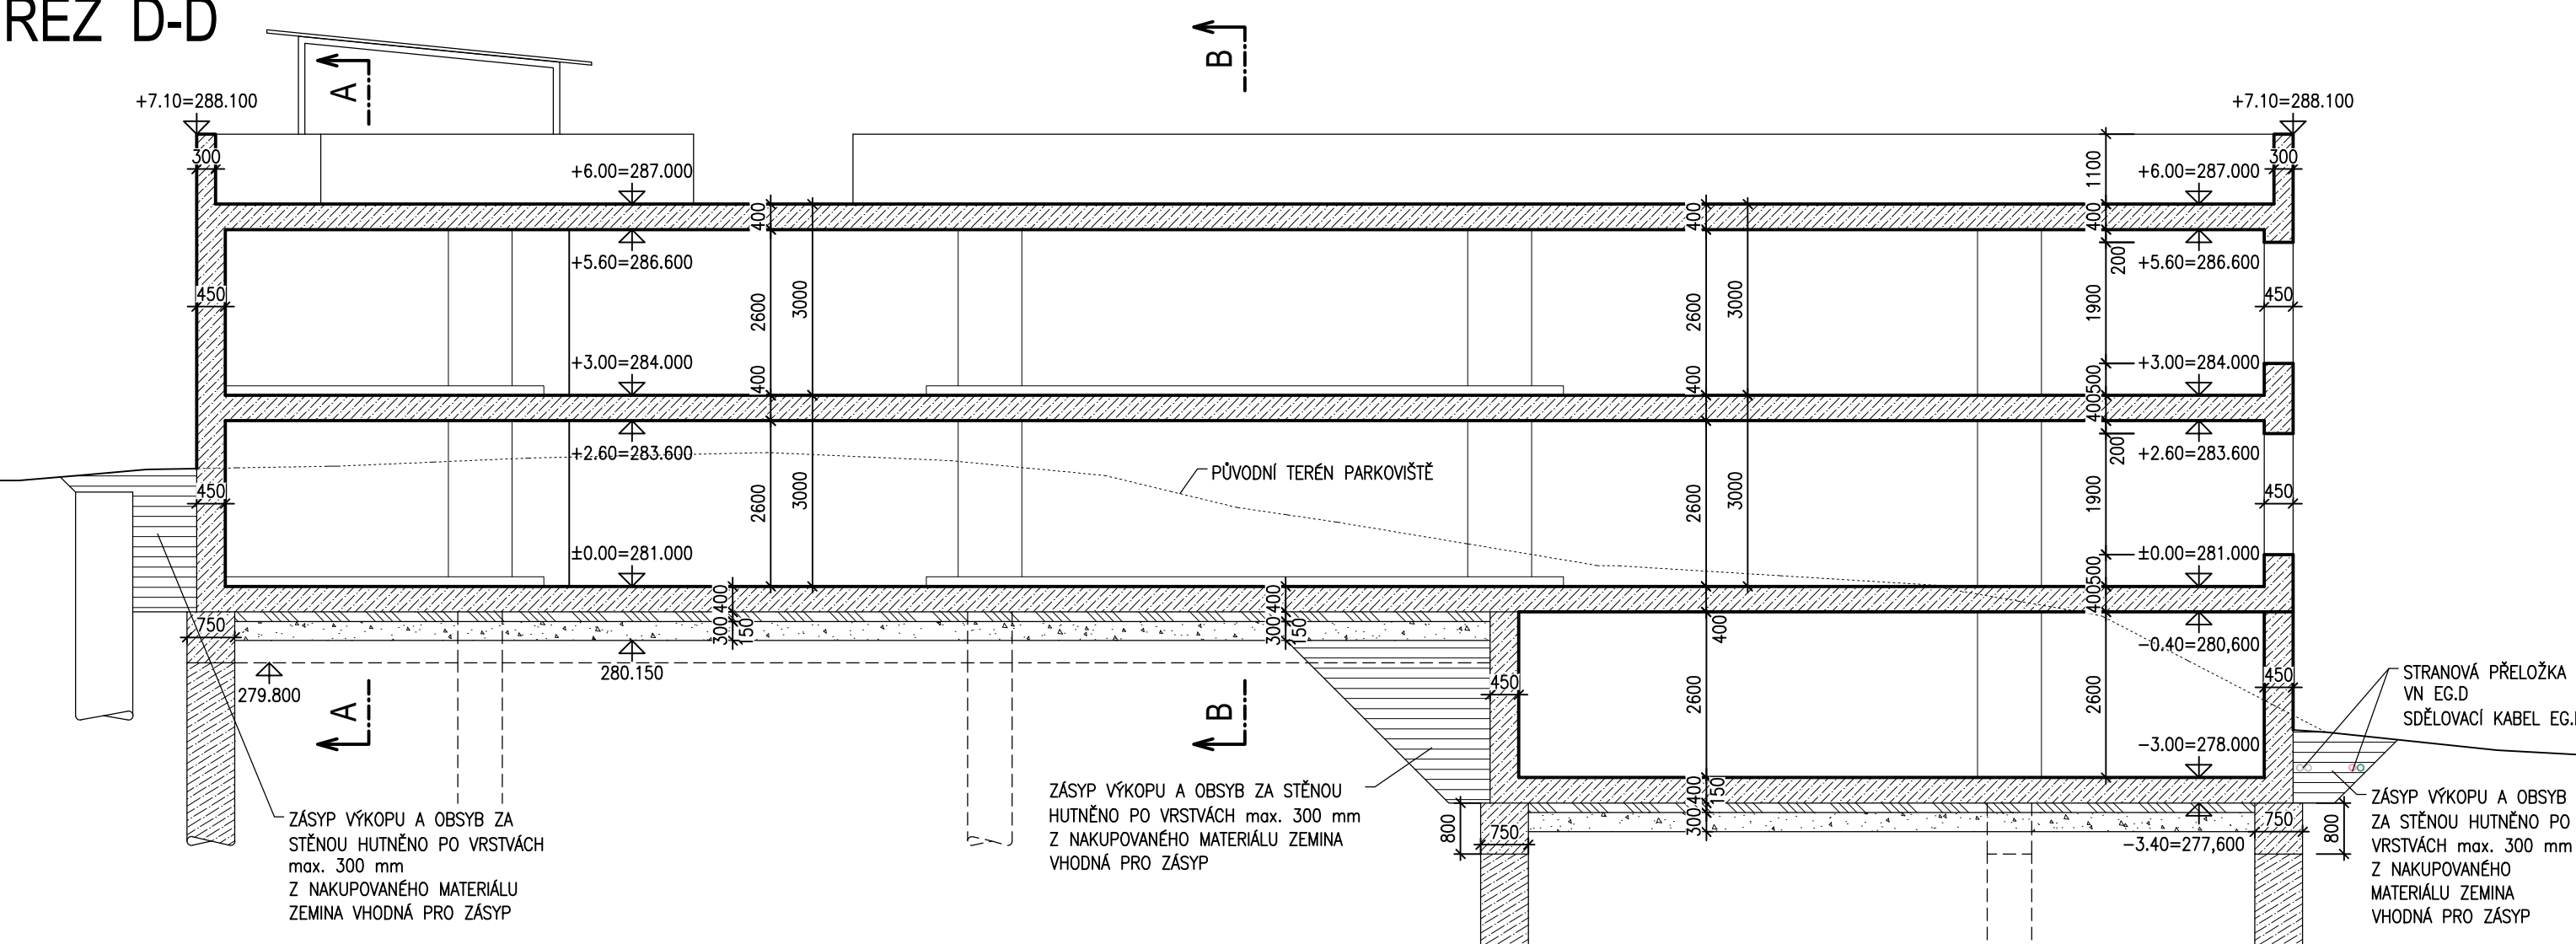 ŘEZ D-D
A
B
+7.10=288.100
+7.10=288.100
300
+6.00=287.000
1100
+6.00=287.000
300
400
400
400
+5.60=286.600
200
+5.60=286.600
450
2600
3000
2600
3000
1900
450
+3.00=284.000
400
400
500
+3.00=284.000
400
+2.60=283.600
200
+2.60=283.600
PŮVODNÍ TERÉN PARKOVIŠTĚ
450
2600
3000
2600
3000
1900
450
±0.00=281.000
400
400
500
±0.00=281.000
400
750
300
150
300
150
400
-0.40=280,600
280.150
279.800
450
450
STRANOVÁ PŘELOŽKA
VN EG.D
SDĚLOVACÍ KABEL
A
B
2600
2600
-3.00=278.000
ZÁSYP VÝKOPU A OBSYB ZA
STĚNOU HUTNĚNO PO VRSTVÁCH
max. 300 mm
Z NAKUPOVANÉHO MATERIÁLU
ZEMINA VHODNÁ PRO ZÁSYP
ZÁSYP VÝKOPU A OBSYB ZA STĚNOU
HUTNĚNO PO VRSTVÁCH max. 300 mm
Z NAKUPOVANÉHO MATERIÁLU ZEMINA
VHODNÁ PRO ZÁSYP
800
750
400
150
300
-3.40=277,600
750
800
ZÁSYP VÝKOPU A OBSYB
ZA STĚNOU HUTNĚNO PO
VRSTVÁCH max. 300 mm
Z NAKUPOVANÉHO
MATERIÁLU ZEMINA
VHODNÁ PRO ZÁSYP